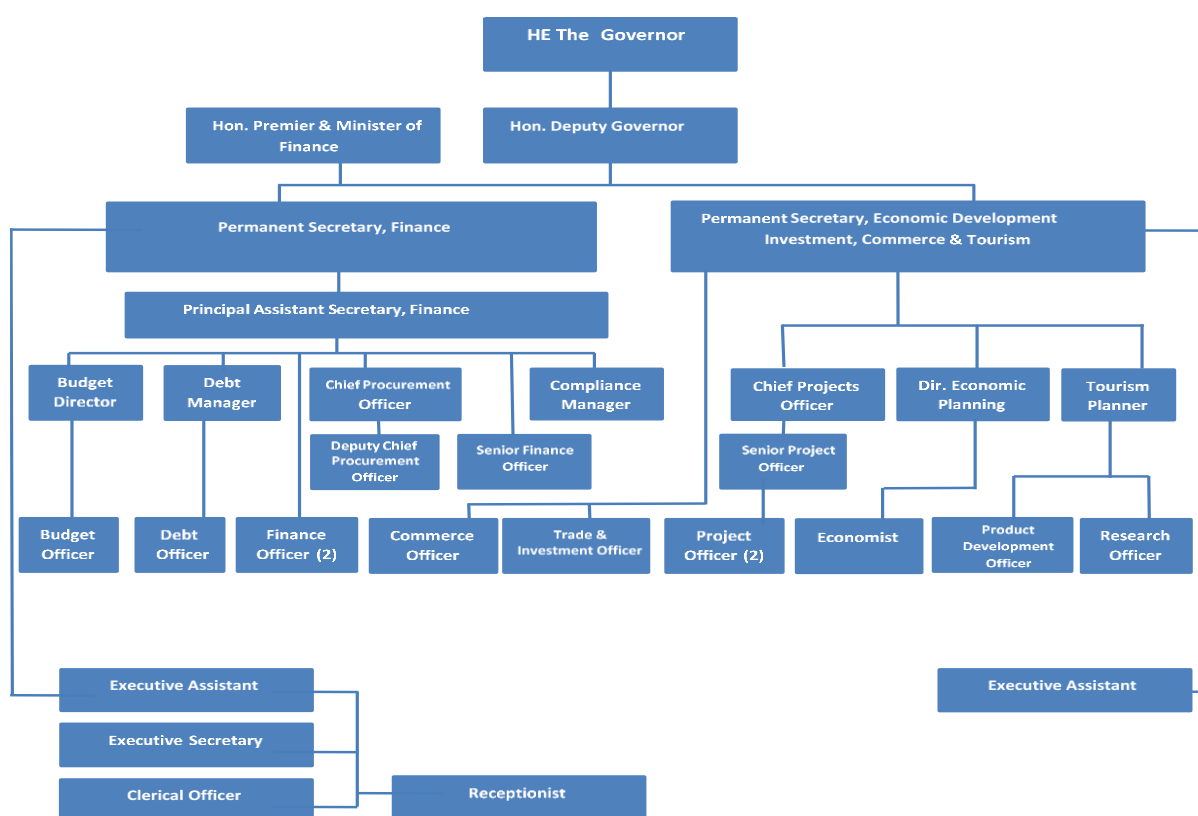 HE The Governor
Hon. Premier & Minister of
Finance
Hon. Deputy Governor
Permanent Secretary, Finance
Permanent Secretary, Economic Development
Investment, Commerce & Tourism
Principal Assistant Secretary, Finance
Budget
Director
Debt
Manager
Chief Procurement
Officer
Compliance
Manager
Chief Projects
Officer
Dir. Economic
Planning
Tourism
Planner
Deputy Chief
Procurement
Officer
Senior Finance
Officer
Senior Project
Officer
Budget
Officer
Debt
Officer
Finance
Officer (2)
Commerce
Officer
Trade &
Investment Officer
Project
Officer (2)
Economist
Product
Development
Officer
Research
Officer
Executive Assistant
Executive Assistant
Executive Secretary
Clerical Officer
Receptionist